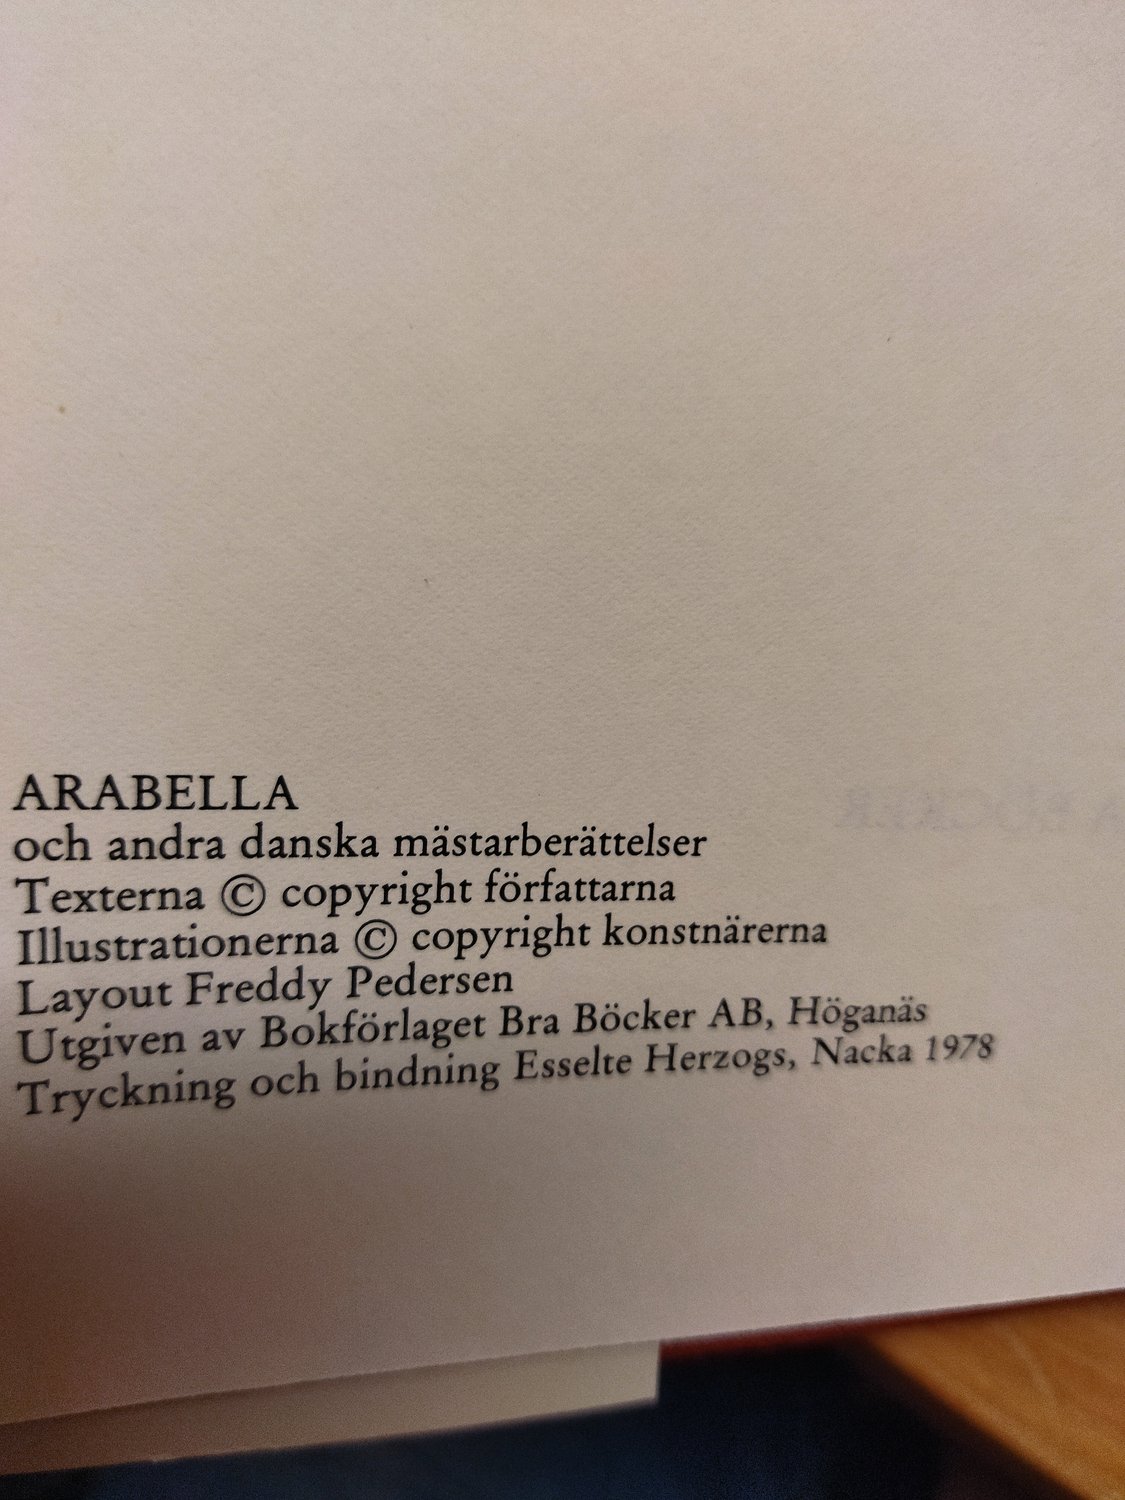 ARABELLA
och andra danska mästarberättelser
Texterna © copyright författarna
Illustrationerna © copyright konstnärerna
Layout Freddy Pedersen
Utgiven av Bokförlaget Bra Böcker AB, Höganäs
Tryckning och bindning Esselte Herzogs, Nacka 1978